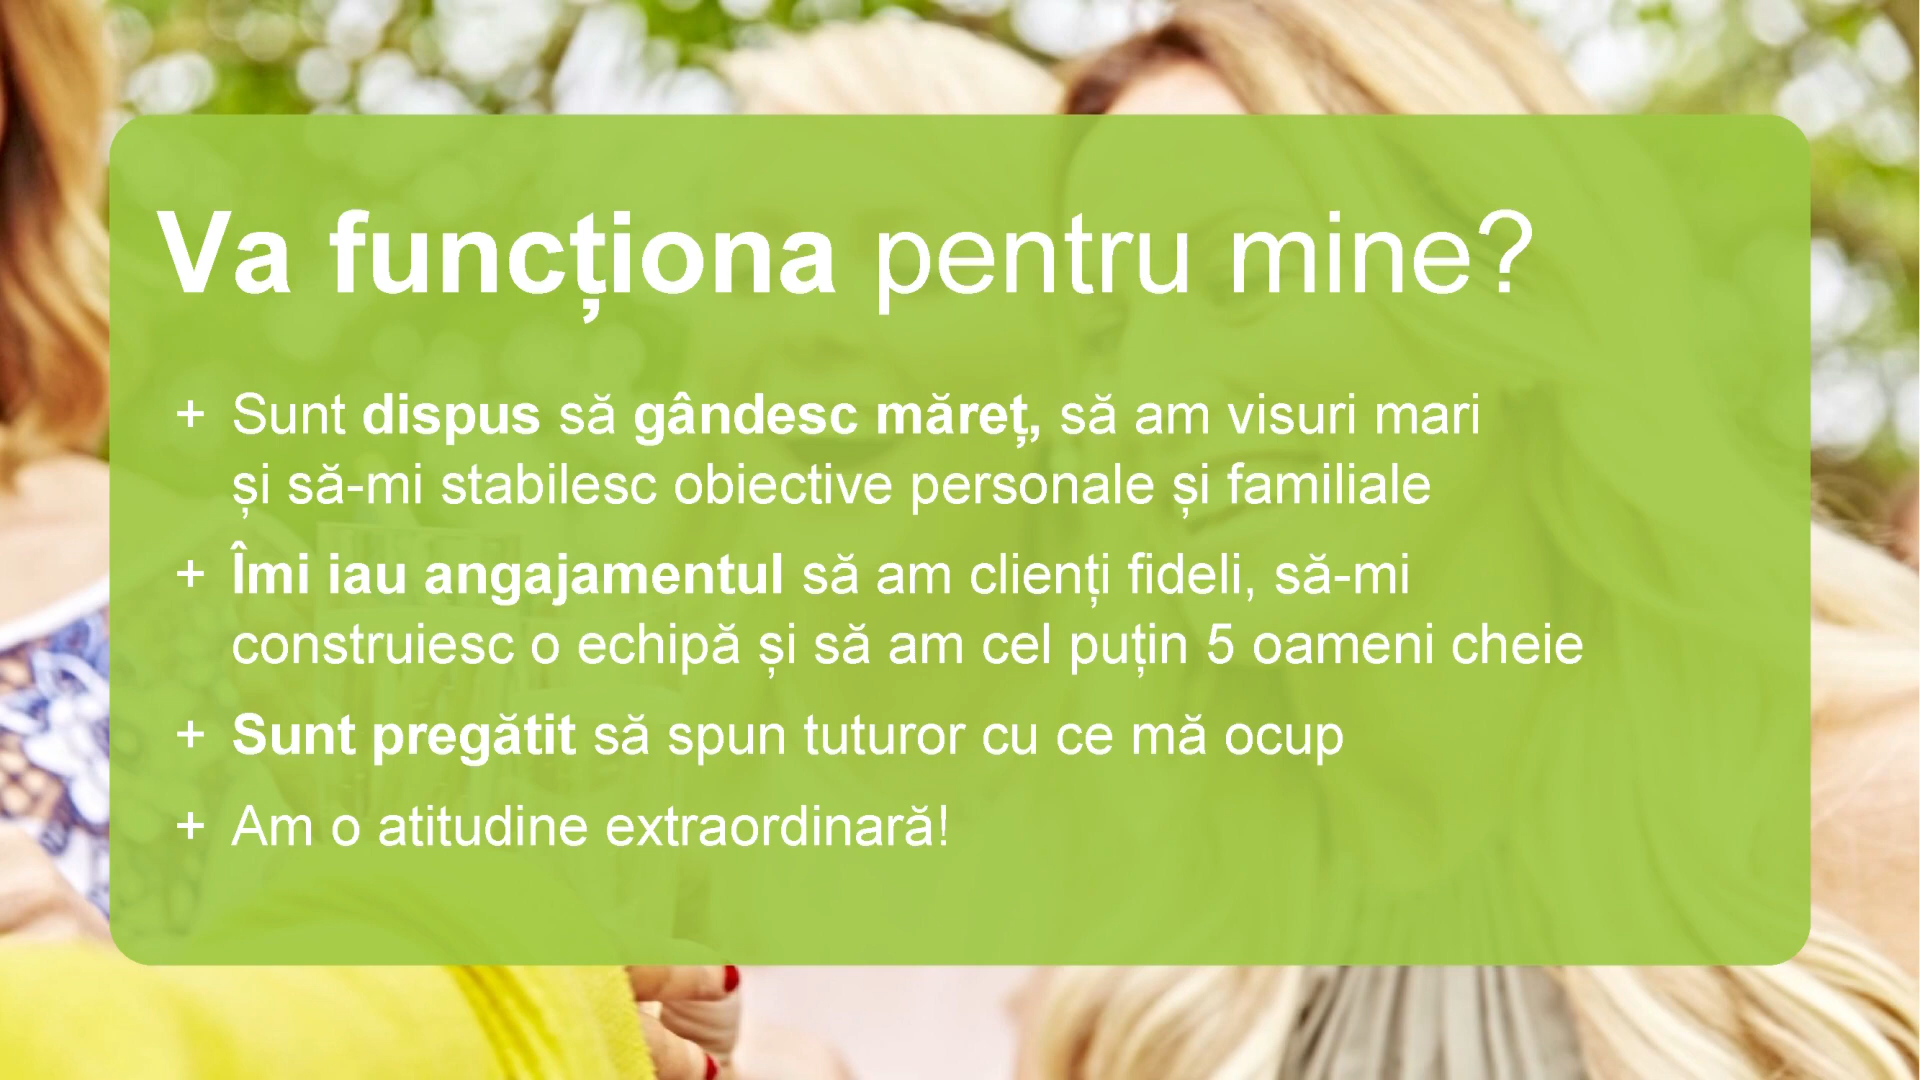 Va funcționa pentru mine?
+ Sunt dispus să gândesc măreț, să am visuri mari
și să-mi stabilesc obiective personale și familiale
+ Îmi iau angajamentul să am clienți fideli, să-mi
construiesc o echipă și să am cel puțin 5 oameni cheie
+ Sunt pregătit să spun tuturor cu ce mă ocup
+ Am o atitudine extraordinară!